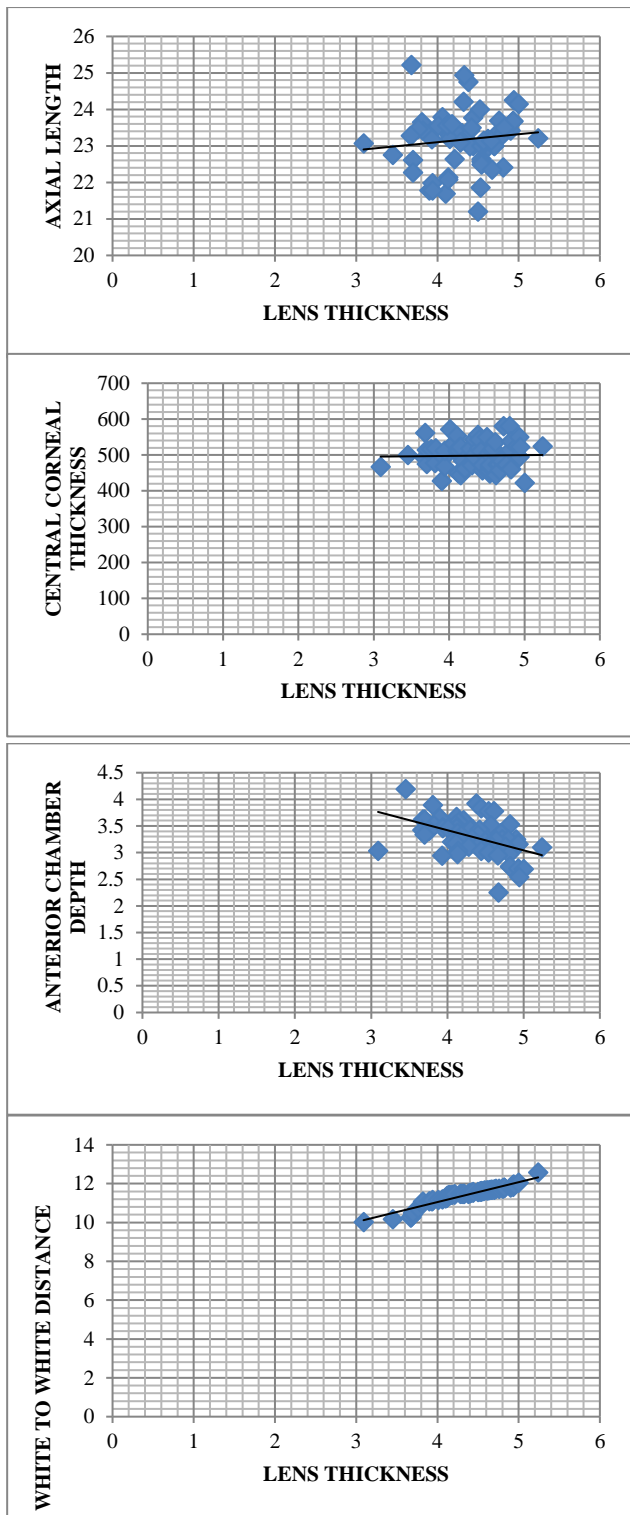 AXIAL LENGTH
26
25
24
23
22
21
20
0 1 2 3 4 5 6
LENS THICKNESS
CENTRAL CORNEAL
THICKNESS
700
600
500
400
300
200
100
0
0 1 2 3 4 5 6
LENS THICKNESS
ANTERIOR CHAMBER
DEPTH
4.5
4
3.5
3
2.5
2
1.5
1
0.5
0
0 1 2 3 4 5 6
LENS THICKNESS
WHITE TO WHITE DISTANCE
14
12
10
8
6
4
2
0
0 1 2 3 4 5 6
LENS THICKNESS